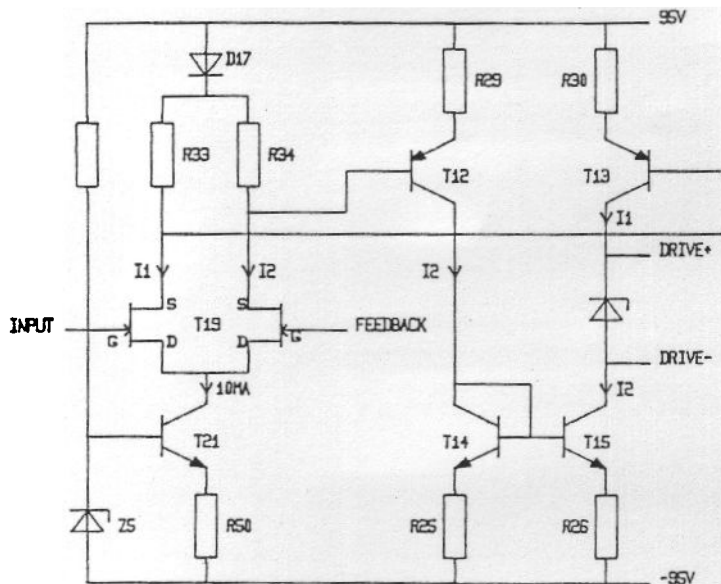 95V
D17
R29
R30
R33
R34
T12
T13
I1
DRIVE+
I1
I2
I2
S
S
INPUT
T19
FEEDBACK
G
D
D
G
DRIVE-
10MA
I2
T21
T14
T15
Z5
R50
R25
R26
-95V